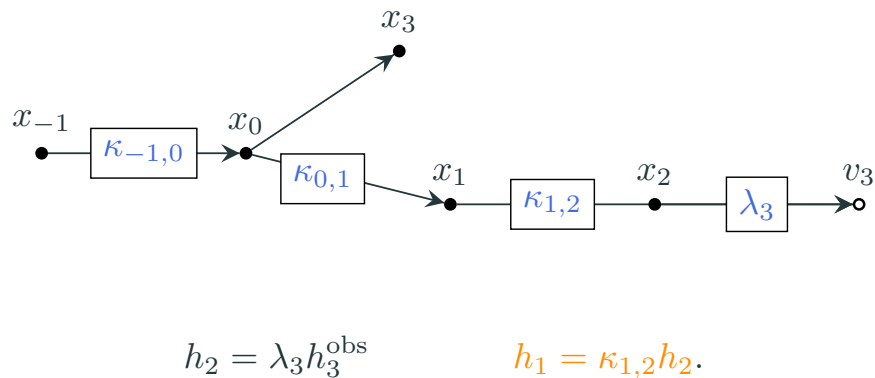 x_3
x_{-1} κ_{-1,0} x_0 κ_{0,1} x_1 κ_{1,2} x_2 λ_3 v_3
h_2 = λ_3 h_3^{obs} h_1 = κ_{1,2} h_2.